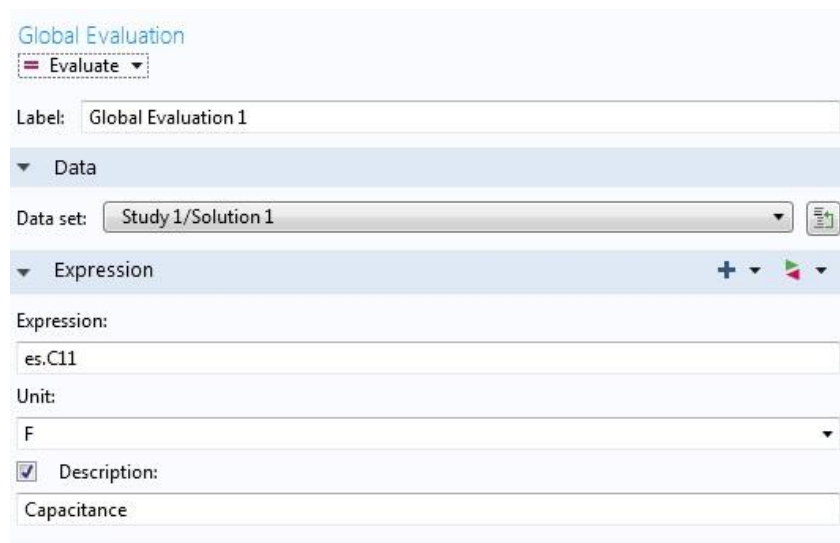 Global Evaluation
= Evaluate
Label: Global Evaluation 1
Data
Data set: Study 1/Solution 1
Expression
Expression:
es.C11
Unit:
F
Description:
Capacitance